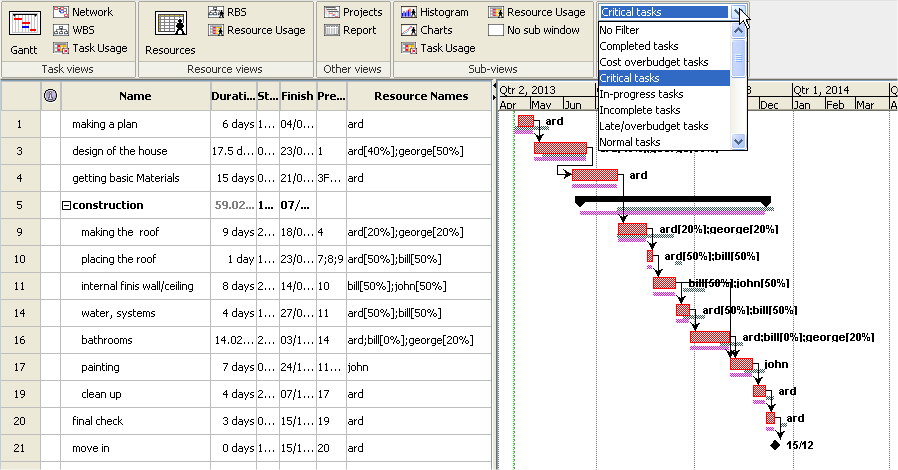 Network
RBS
Projects
Histogram
Resource Usage
Critical tasks
WBS
Resource Usage
Report
Charts
No sub window
Gantt
Task Usage
Resources
Task Usage
Task views
Resource views
Other views
Sub-views
No Filter
Completed tasks
Cost overbudget tasks
Critical tasks
In-progress tasks
Incomplete tasks
Late/overbudget tasks
Normal tasks
Name Durati... St... Finish Pre... Resource Names
Qtr 2, 2013 3 Qtr 1, 2014
Apr May Jun Dec Jan Feb Mar A
1 making a plan 6 days 1... 04/0... ard
3 design of the house 17.5 d... 0... 23/0... 1 ard[40%];george[50%]
4 getting basic Materials 15 days 0... 21/0... 3F... ard
5 construction 59.02... 1... 07/...
9 making the roof 9 days 2... 18/0... 4 ard[20%];george[20%]
10 placing the roof 1 day 1... 23/0... 7;8;9 ard[50%];bill[50%]
11 internal finis wall/ceiling 8 days 2... 14/0... 10 bill[50%];john[50%]
14 water, systems 4 days 1... 27/0... 11 ard[50%];bill[50%]
16 bathrooms 14.02... 2... 03/1... 14 ard;bill[0%];george[20%]
17 painting 7 days 0... 24/1... 11... john
19 clean up 4 days 2... 07/1... 17 ard
20 final check 3 days 0... 15/1... 19 ard
21 move in 0 days 1... 15/1... 20 ard
ard
ard
ard[20%];george[20%]
ard[50%];bill[50%]
bill[50%];john[50%]
ard[50%];bill[50%]
ard;bill[0%];george[20%]
john
ard
ard
15/12